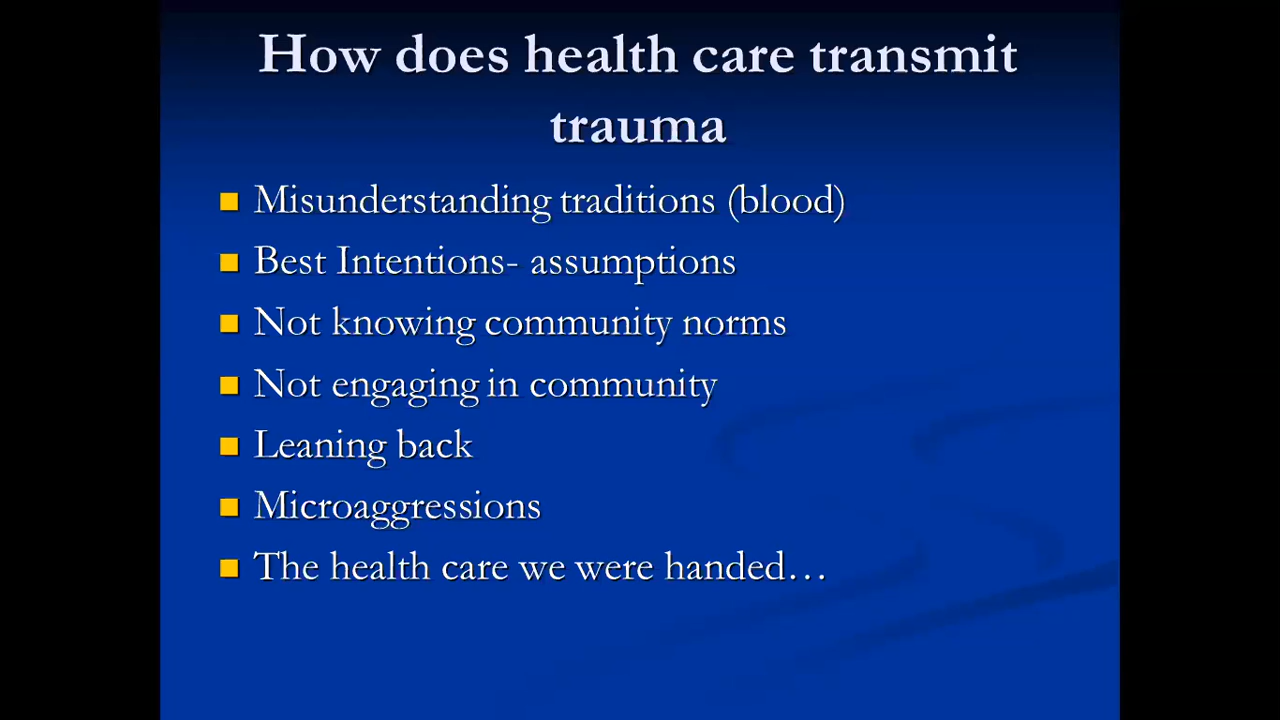 How does health care transmit
trauma
Misunderstanding traditions (blood)
Best Intentions- assumptions
Not knowing community norms
Not engaging in community
Leaning back
Microaggressions
The health care we were handed…